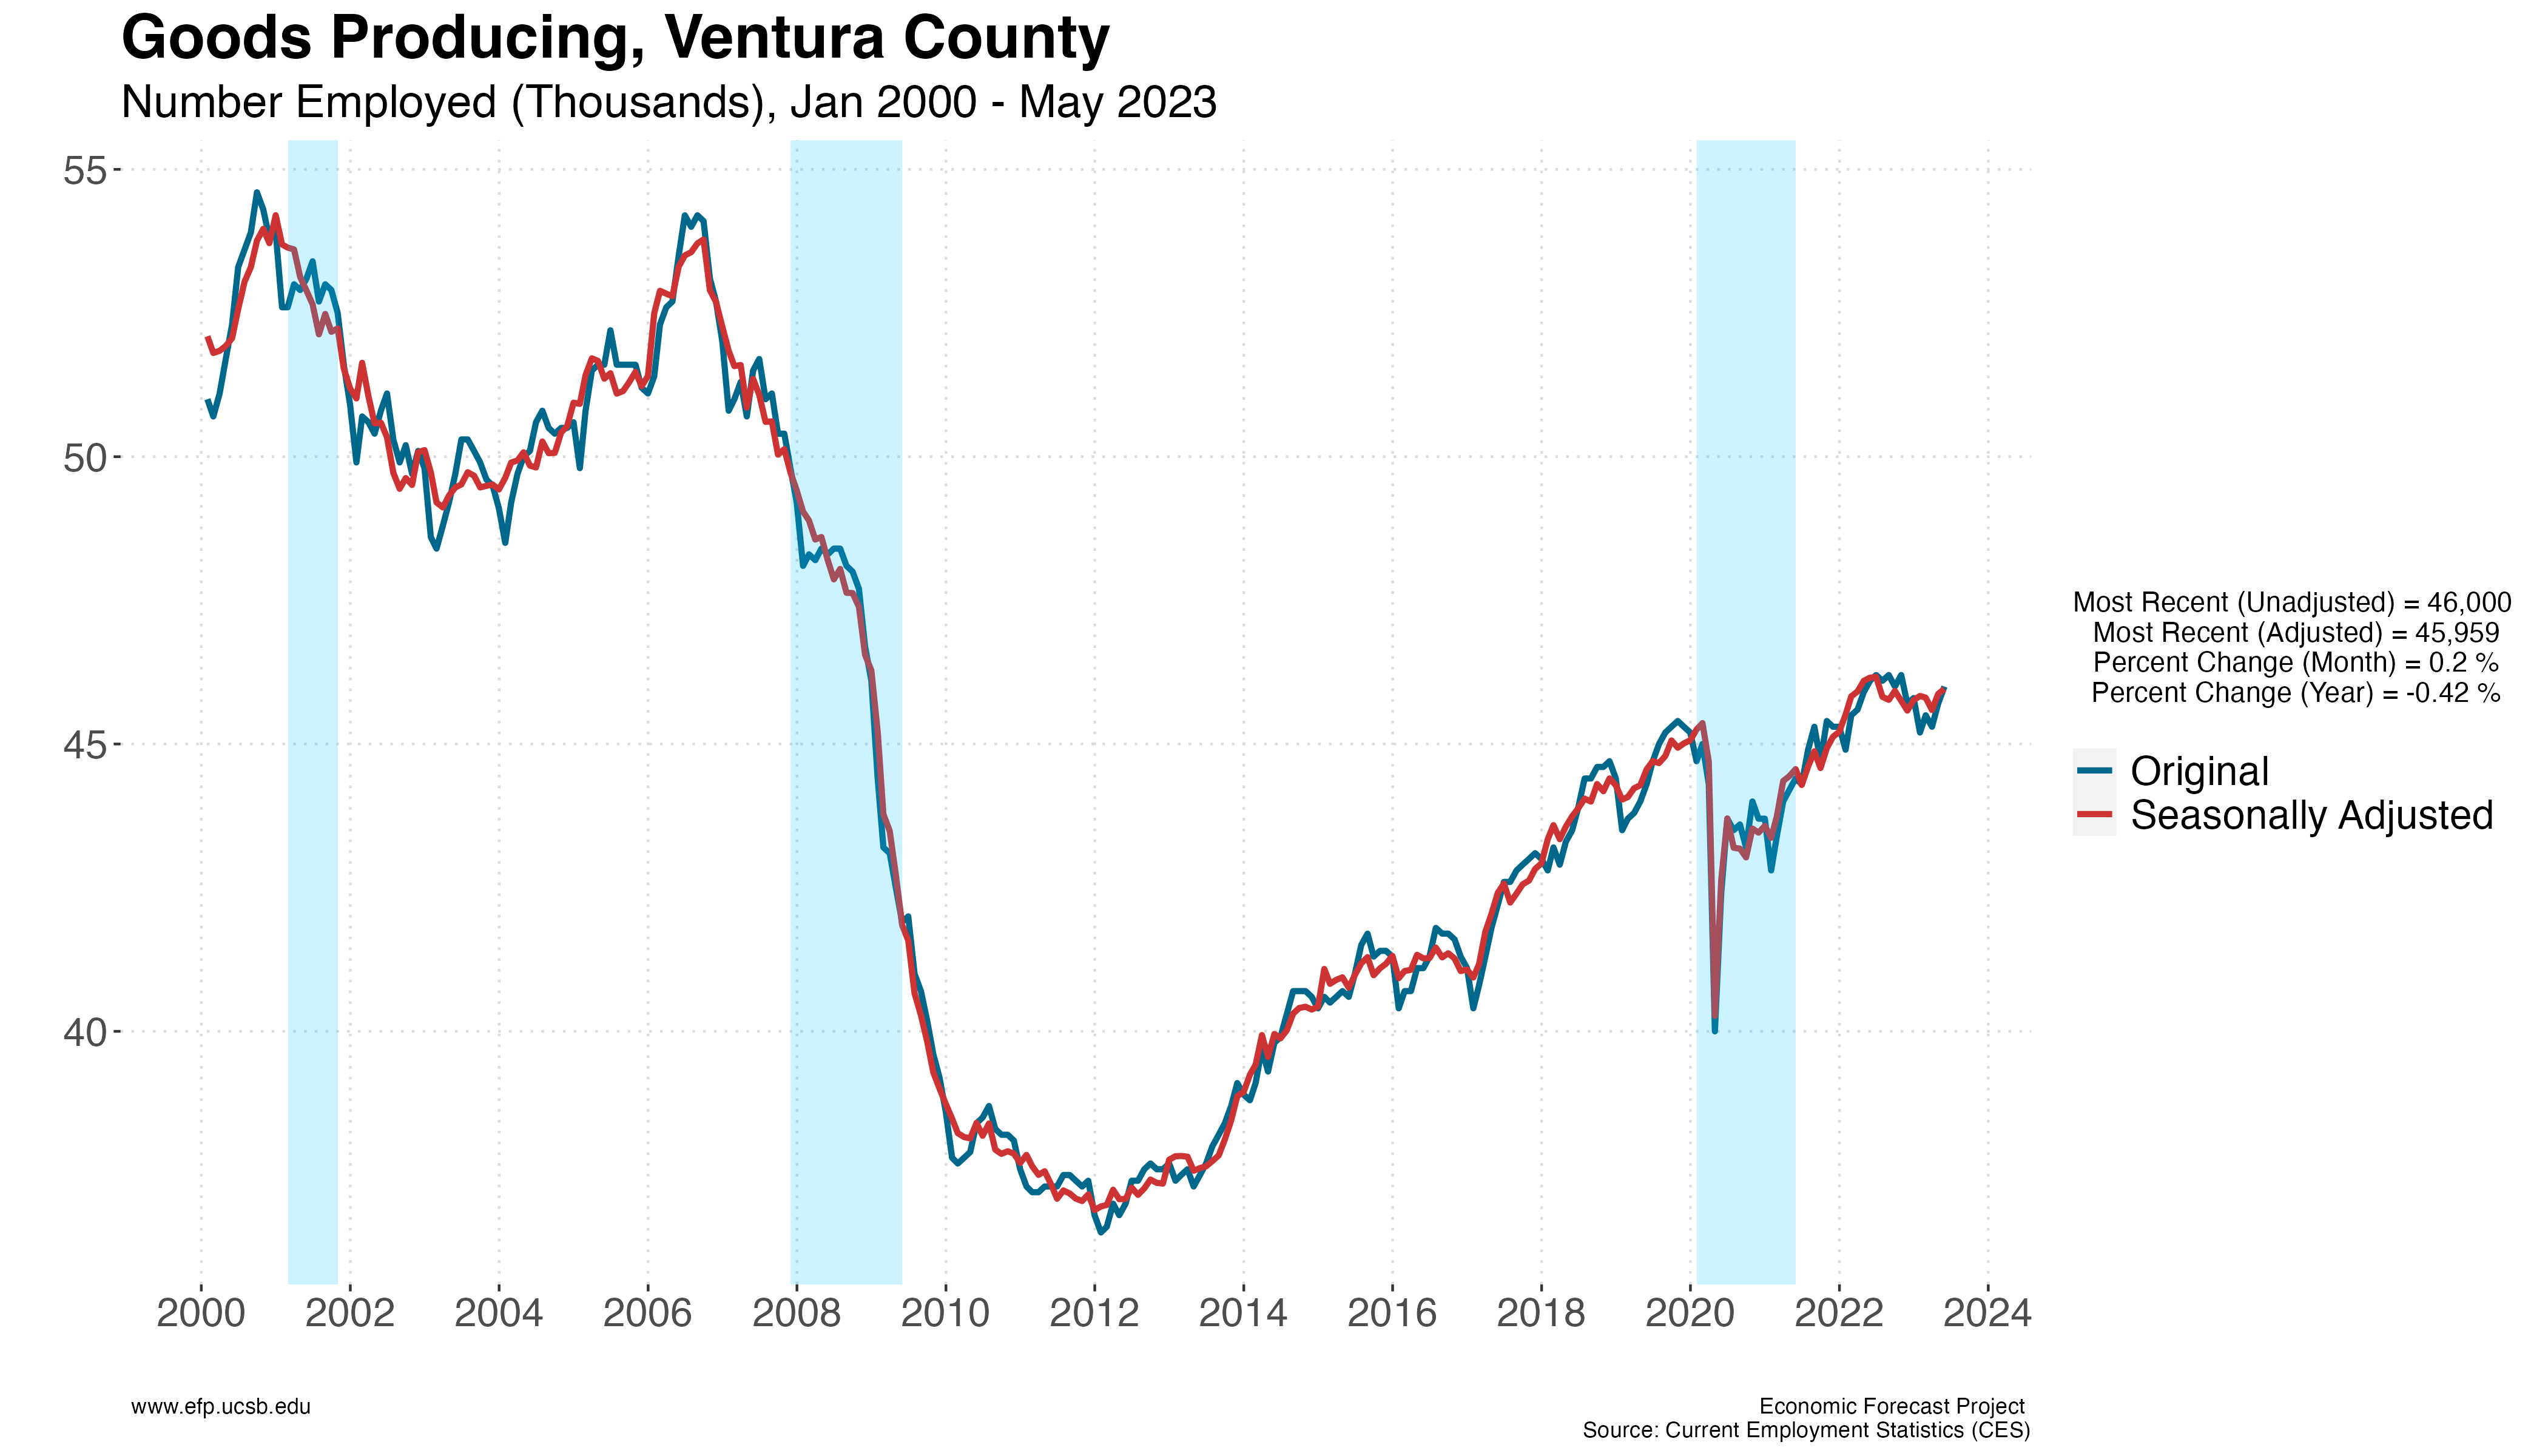 Goods Producing, Ventura County
Number Employed (Thousands), Jan 2000 - May 2023
55
50
45
40
2000 2002 2004 2006 2008 2010 2012 2014 2016 2018 2020 2022 2024
Most Recent (Unadjusted) = 46,000
Most Recent (Adjusted) = 45,959
Percent Change (Month) = 0.2 %
Percent Change (Year) = -0.42 %
Original
Seasonally Adjusted
www.efp.ucsb.edu
Economic Forecast Project
Source: Current Employment Statistics (CES)